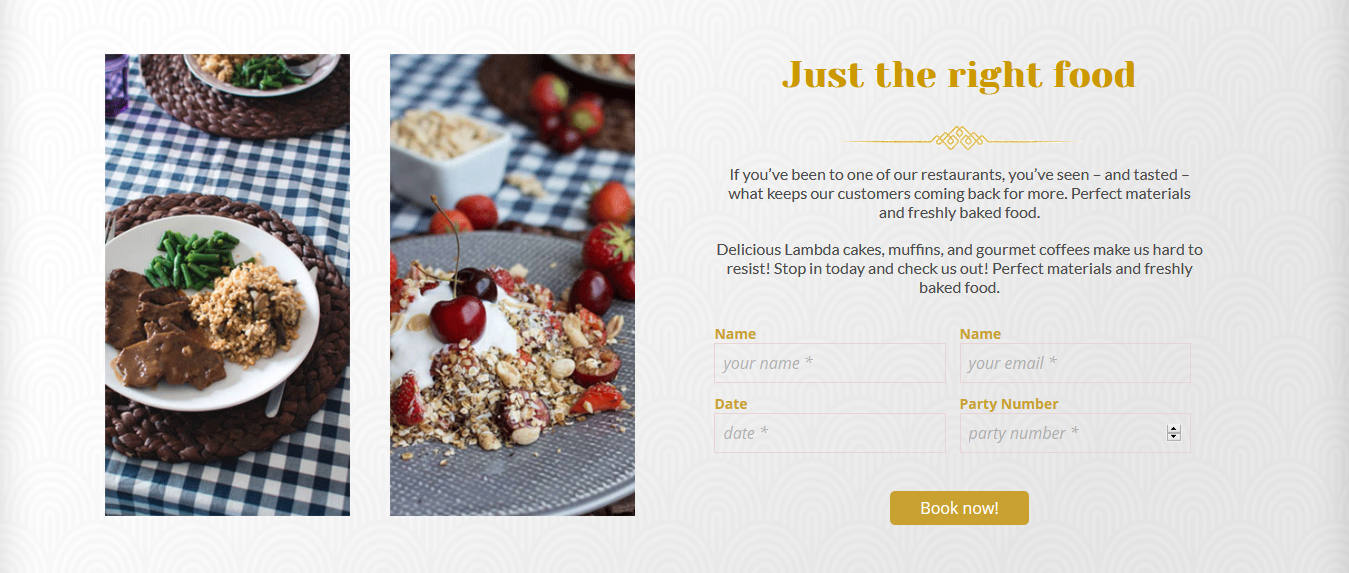 Just the right food
If you’ve been to one of our restaurants, you’ve seen – and tasted –
what keeps our customers coming back for more. Perfect materials
and freshly baked food.
Delicious Lambda cakes, muffins, and gourmet coffees make us hard to
resist! Stop in today and check us out! Perfect materials and freshly
baked food.
Name
Name
your name *
your email *
Date
Party Number
date *
party number *
Book now!